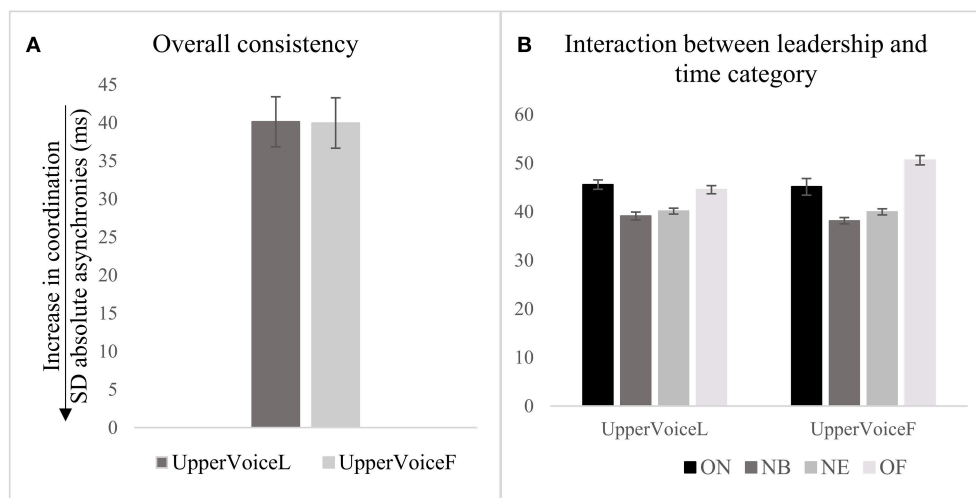 A
Overall consistency
Increase in coordination
SD absolute asynchronies (ms)
45
40
35
30
25
20
15
10
5
0
UpperVoiceL UpperVoiceF
B
Interaction between leadership and
time category
60
50
40
30
20
10
0
UpperVoiceL UpperVoiceF
ON NB NE OF